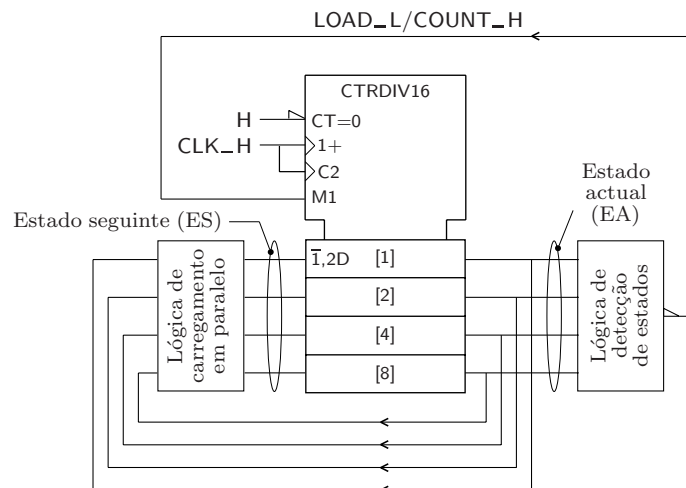 LOAD_L/COUNT_H
CTRDIV16
H
CT=0
CLK_H
1+
C2
M1
Estado
actual
(EA)
Estado seguinte (ES)
1̅,2D
[1]
[2]
[4]
[8]
Lógica de
carregamento
em paralelo
Lógica de
detecção
de estados